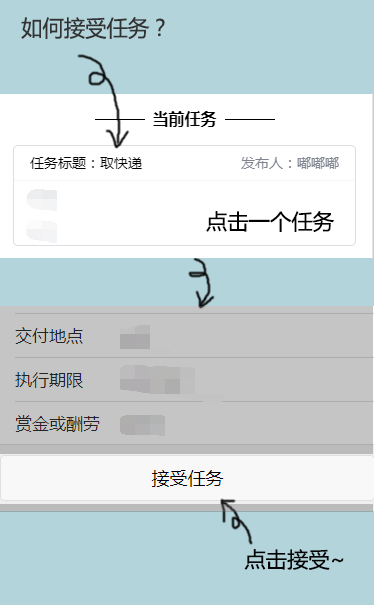 如何接受任务？
当前任务
任务标题：取快递 发布人：嘟嘟嘟
点击一个任务
交付地点
执行期限
赏金或酬劳
接受任务
点击接受~